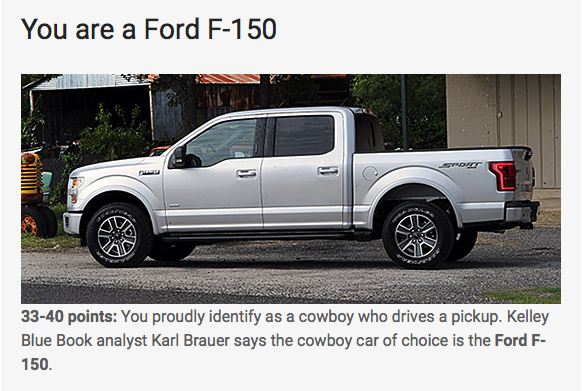 You are a Ford F-150
SPORT
33-40 points: You proudly identify as a cowboy who drives a pickup. Kelley
Blue Book analyst Karl Brauer says the cowboy car of choice is the Ford F-
150.